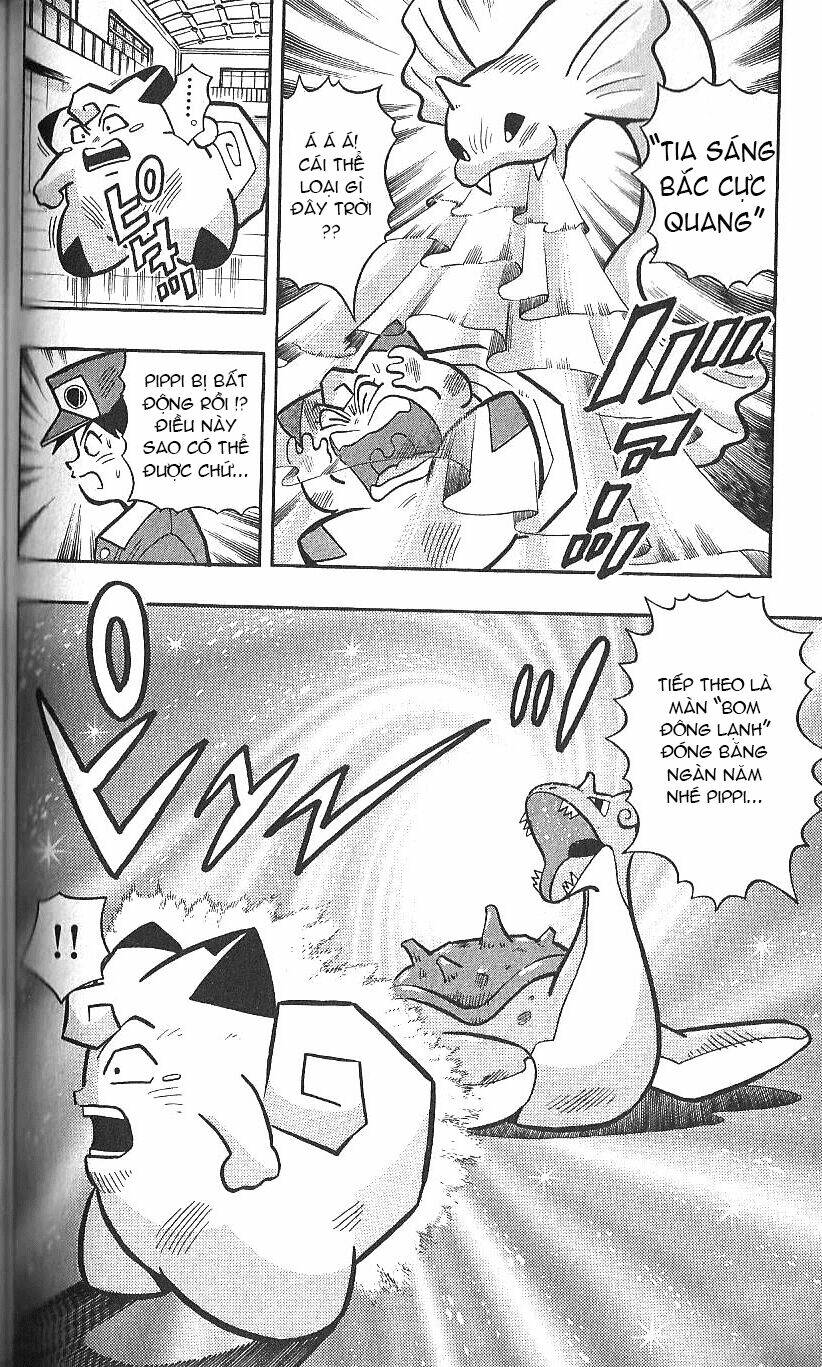 "TIA SÁNG
BẮC CỰC
QUANG"
Á Á Á!
CÁI THỂ
LOẠI GÌ
ĐÂY TRỜI
??
......
PIPPI BỊ BẤT
ĐỘNG RỒI !?
ĐIỀU NÀY
SAO CÓ THỂ
ĐƯỢC CHỨ...
TIẾP THEO LÀ
MÀN "BOM
ĐÔNG LẠNH"
ĐÓNG BĂNG
NGÀN NĂM
NHÉ PIPPI...
!!